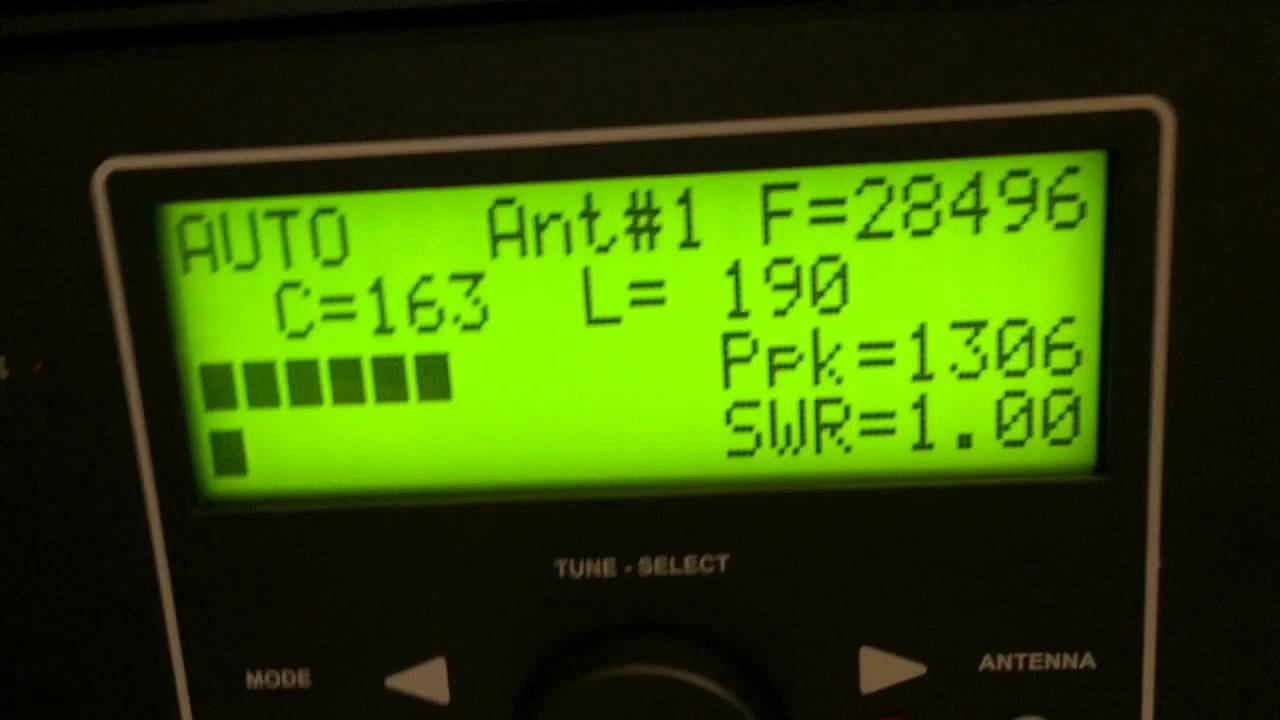 AUTO Ant#1 F=28496
C=163 L= 190
Ppk=1306
SWR=1.00
TUNE - SELECT
MODE ANTENNA